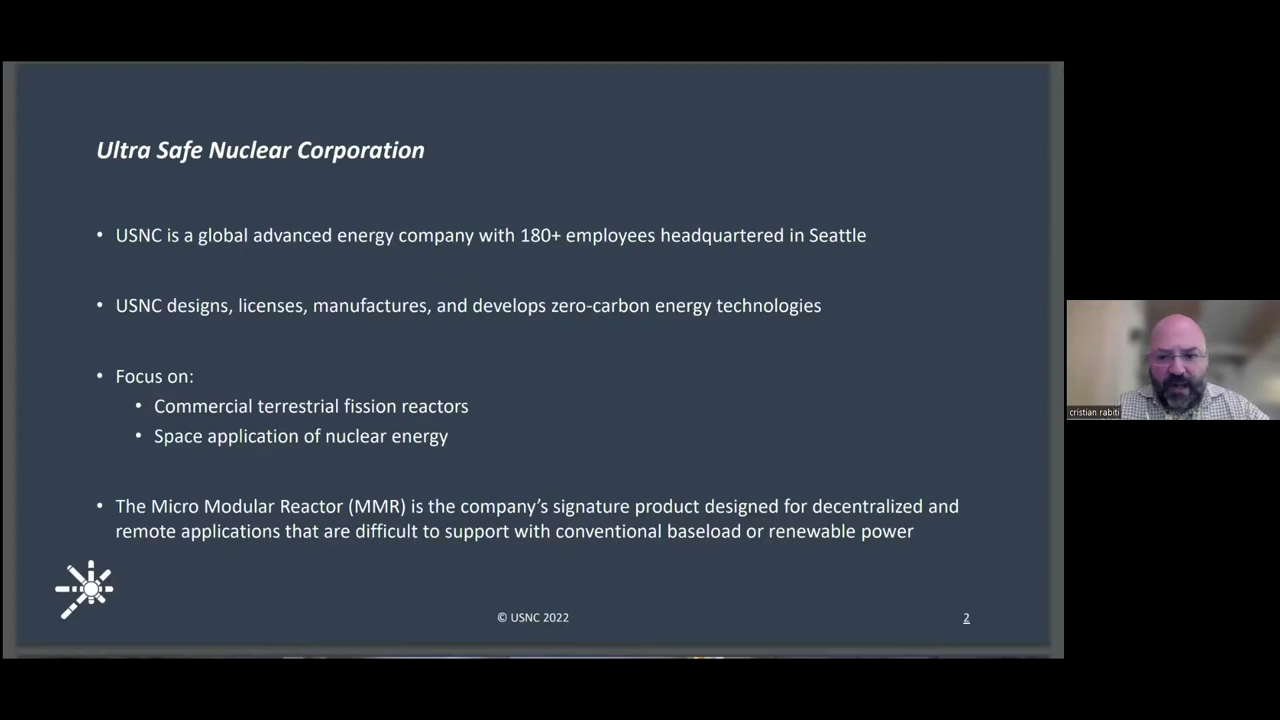 Ultra Safe Nuclear Corporation
• USNC is a global advanced energy company with 180+ employees headquartered in Seattle
• USNC designs, licenses, manufactures, and develops zero-carbon energy technologies
• Focus on:
• Commercial terrestrial fission reactors
• Space application of nuclear energy
• The Micro Modular Reactor (MMR) is the company’s signature product designed for decentralized and
remote applications that are difficult to support with conventional baseload or renewable power
© USNC 2022
2
cristian rabiti